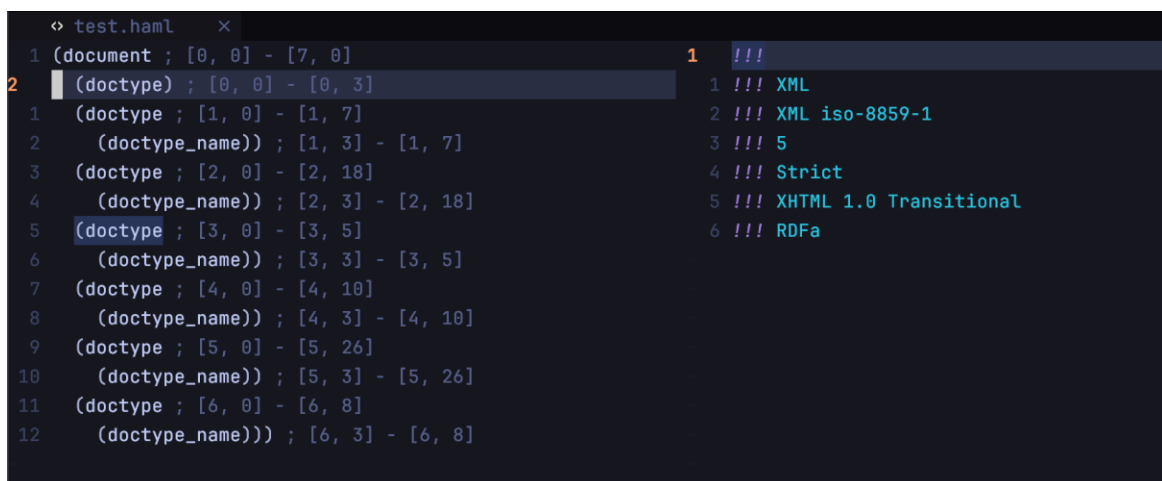 <> test.haml ×
1 (document ; [0, 0] - [7, 0]
2 (doctype) ; [0, 0] - [0, 3]
1 (doctype ; [1, 0] - [1, 7]
2 (doctype_name)) ; [1, 3] - [1, 7]
3 (doctype ; [2, 0] - [2, 18]
4 (doctype_name)) ; [2, 3] - [2, 18]
5 (doctype ; [3, 0] - [3, 5]
6 (doctype_name)) ; [3, 3] - [3, 5]
7 (doctype ; [4, 0] - [4, 10]
8 (doctype_name)) ; [4, 3] - [4, 10]
9 (doctype ; [5, 0] - [5, 26]
10 (doctype_name)) ; [5, 3] - [5, 26]
11 (doctype ; [6, 0] - [6, 8]
12 (doctype_name))) ; [6, 3] - [6, 8]
1 !!!
1 !!! XML
2 !!! XML iso-8859-1
3 !!! 5
4 !!! Strict
5 !!! XHTML 1.0 Transitional
6 !!! RDFa